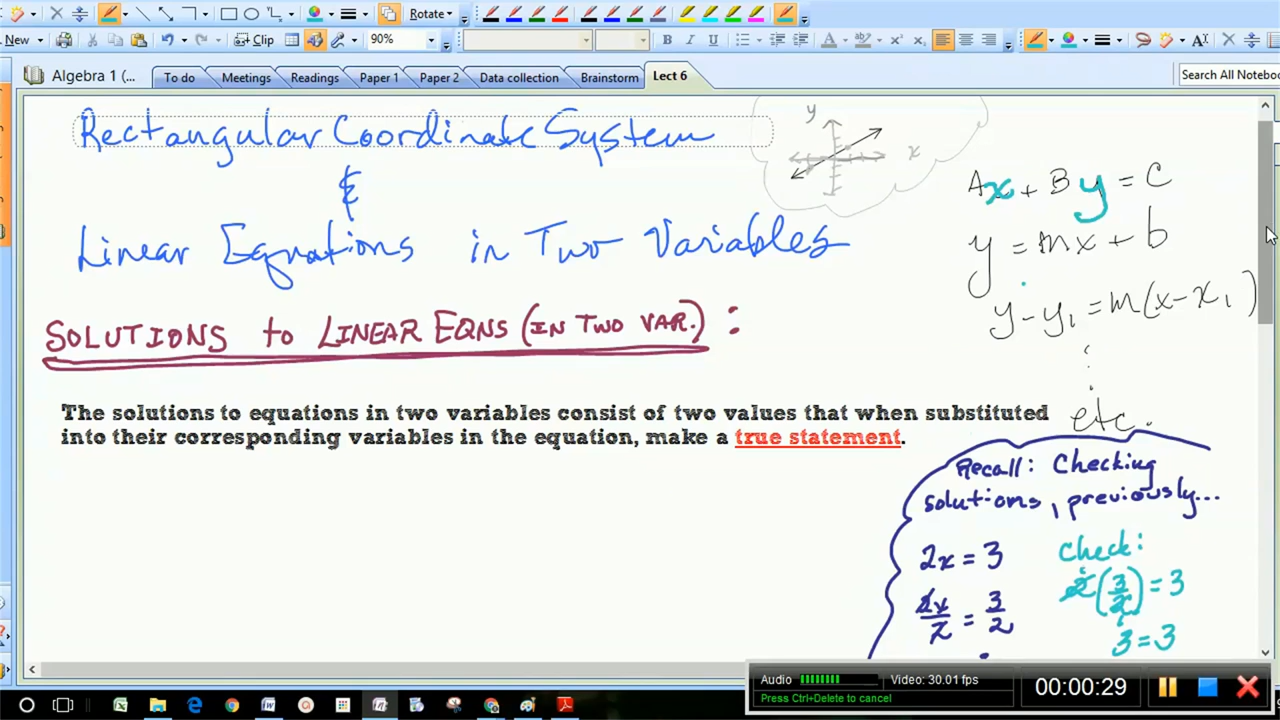 Rotate
New
Clip
90%
B I U
Algebra 1 (...
To do
Meetings
Readings
Paper 1
Paper 2
Data collection
Brainstorm
Lect 6
Search All Notebo
Rectangular Coordinate System
&
Linear Equations in Two Variables
y
x
Ax + By = C
y = mx + b
y - y₁ = m(x - x₁)
etc.
SOLUTIONS to LINEAR EQNS (IN TWO VAR.) :
The solutions to equations in two variables consist of two values that when substituted
into their corresponding variables in the equation, make a true statement.
Recall: Checking
solutions, previously...
2x = 3
2x/2 = 3/2
Check:
2(3/2) = 3
3 = 3
Audio
Video: 30.01 fps
Press Ctrl+Delete to cancel
00:00:29